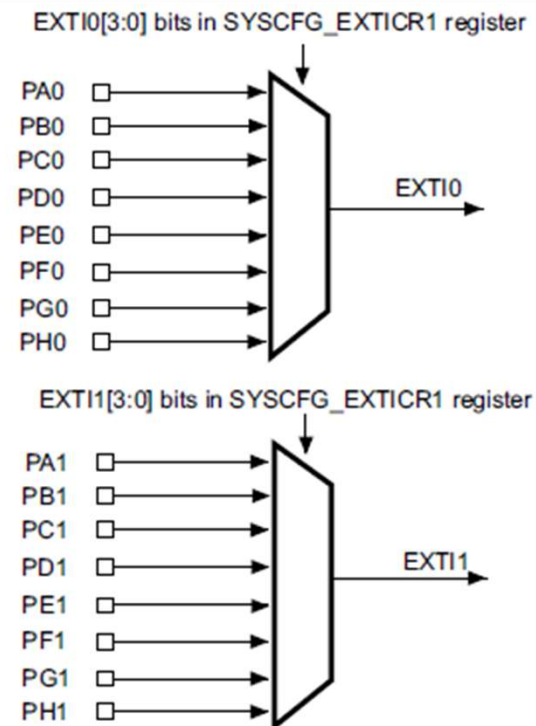 EXTI0[3:0] bits in SYSCFG_EXTICR1 register
PA0
PB0
PC0
PD0
EXTI0
PE0
PF0
PG0
PH0
EXTI1[3:0] bits in SYSCFG_EXTICR1 register
PA1
PB1
PC1
PD1
EXTI1
PE1
PF1
PG1
PH1